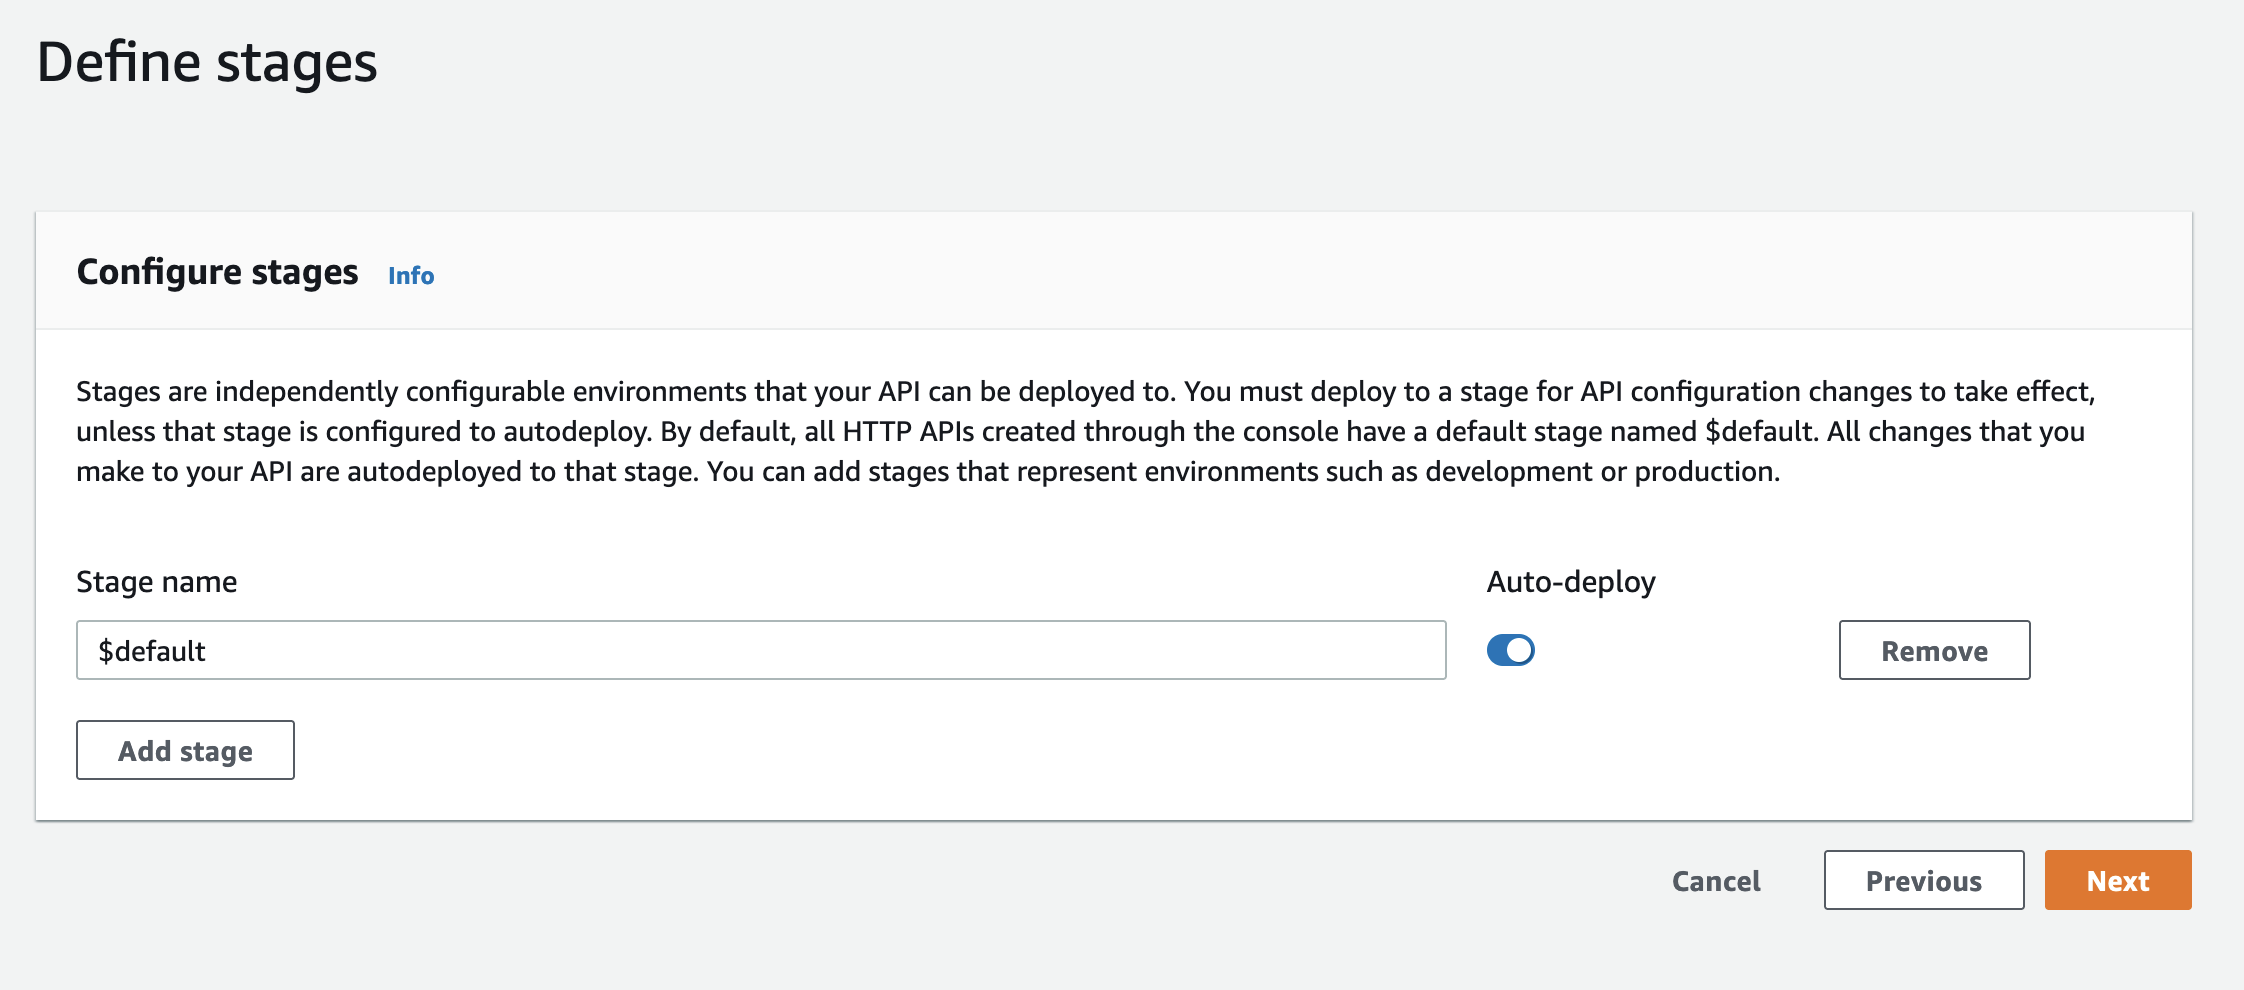 Define stages
Configure stages Info
Stages are independently configurable environments that your API can be deployed to. You must deploy to a stage for API configuration changes to take effect,
unless that stage is configured to autodeploy. By default, all HTTP APIs created through the console have a default stage named $default. All changes that you
make to your API are autodeployed to that stage. You can add stages that represent environments such as development or production.
Stage name Auto-deploy
$default Remove
Add stage
Cancel Previous Next